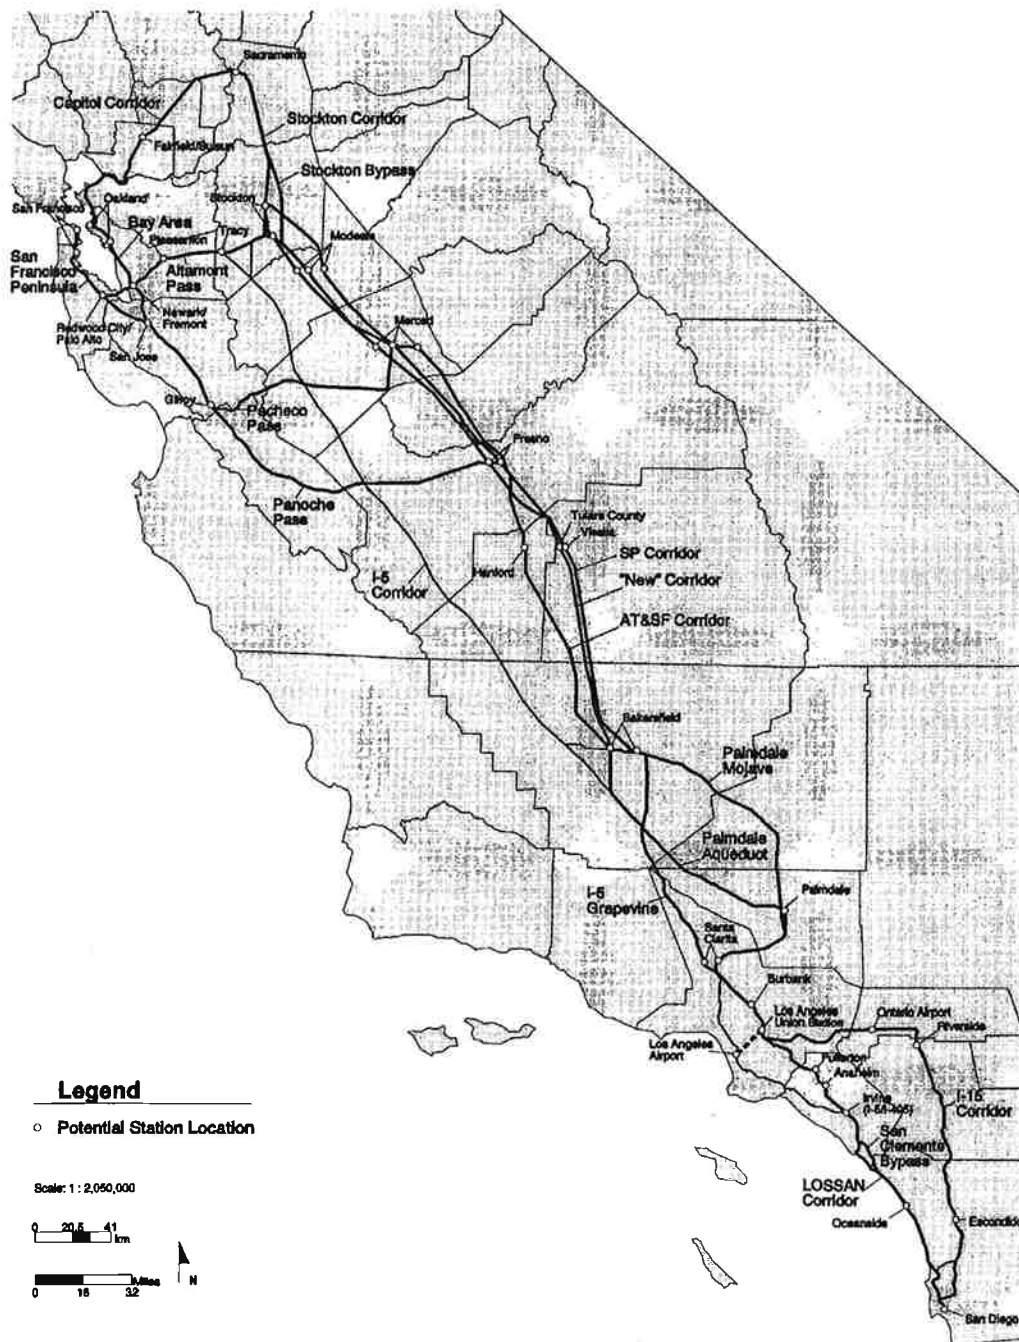 Sacramento
Capitol Corridor
Stockton Corridor
Fairfield/Suisun
Stockton Bypass
Oakland
San Francisco
Stockton
Bay Area
Tracy
Modesto
Pleasanton
San
Francisco
Peninsula
Altamont
Pass
Newark/
Fremont
Merced
Redwood City/
Palo Alto
San Jose
Gilroy
Pacheco
Pass
Fresno
Panoche
Pass
Tulare County
Visalia
SP Corridor
Hanford
I-5
Corridor
"New" Corridor
AT&SF Corridor
Bakersfield
Palmdale
Mojave
Palmdale
Aqueduct
I-5
Grapevine
Palmdale
Santa
Clarita
Burbank
Los Angeles
Union Station
Ontario Airport
Riverside
Los Angeles
Airport
Fullerton
Anaheim
Legend
Irvine
(I-5/I-405)
I-15
Corridor
Potential Station Location
San
Clemente
Bypass
LOSSAN
Corridor
Scale: 1 : 2,050,000
Oceanside
Escondido
0 20.5 41
km
Miles
N
0 16 32
San Diego